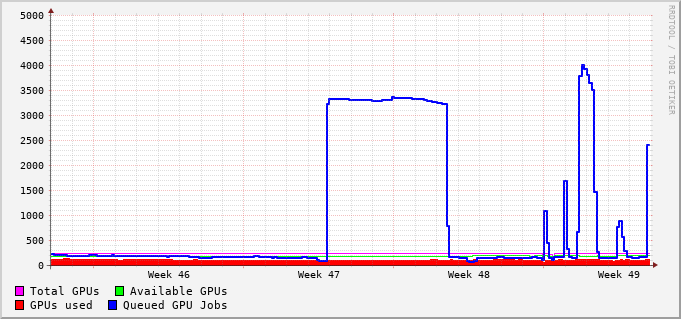 5000
4500
4000
3500
3000
2500
2000
1500
1000
500
0
Week 46 Week 47 Week 48 Week 49
Total GPUs Available GPUs
GPUs used Queued GPU Jobs
RRDTOOL / TOBI OETIKER